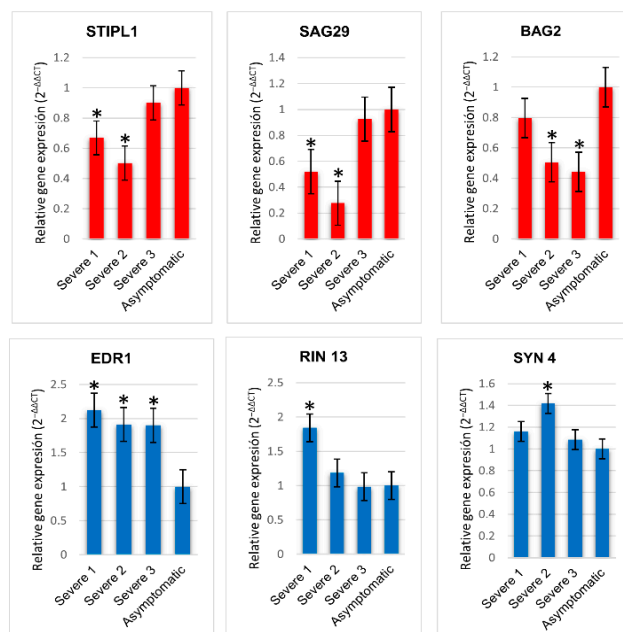 STIPL1
Relative gene expresión (2⁻ΔΔCT)
1.2
1
0.8
0.6
0.4
0.2
0
*
*
Severe 1
Severe 2
Severe 3
Asymptomatic
SAG29
Relative gene expresión (2⁻ΔΔCT)
1.4
1.2
1
0.8
0.6
0.4
0.2
0
*
*
Severe 1
Severe 2
Severe 3
Asymptomatic
BAG2
Relative gene expresión (2⁻ΔΔCT)
1.2
1
0.8
0.6
0.4
0.2
0
*
*
Severe 1
Severe 2
Severe 3
Asymptomatic
EDR1
Relative gene expresión (2⁻ΔΔCT)
2.5
2
1.5
1
0.5
0
*
*
*
Severe 1
Severe 2
Severe 3
Asymptomatic
RIN 13
Relative gene expresión (2⁻ΔΔCT)
2.5
2
1.5
1
0.5
0
*
Severe 1
Severe 2
Severe 3
Asymptomatic
SYN 4
Relative gene expresión (2⁻ΔΔCT)
1.6
1.4
1.2
1
0.8
0.6
0.4
0.2
0
*
Severe 1
Severe 2
Severe 3
Asymptomatic